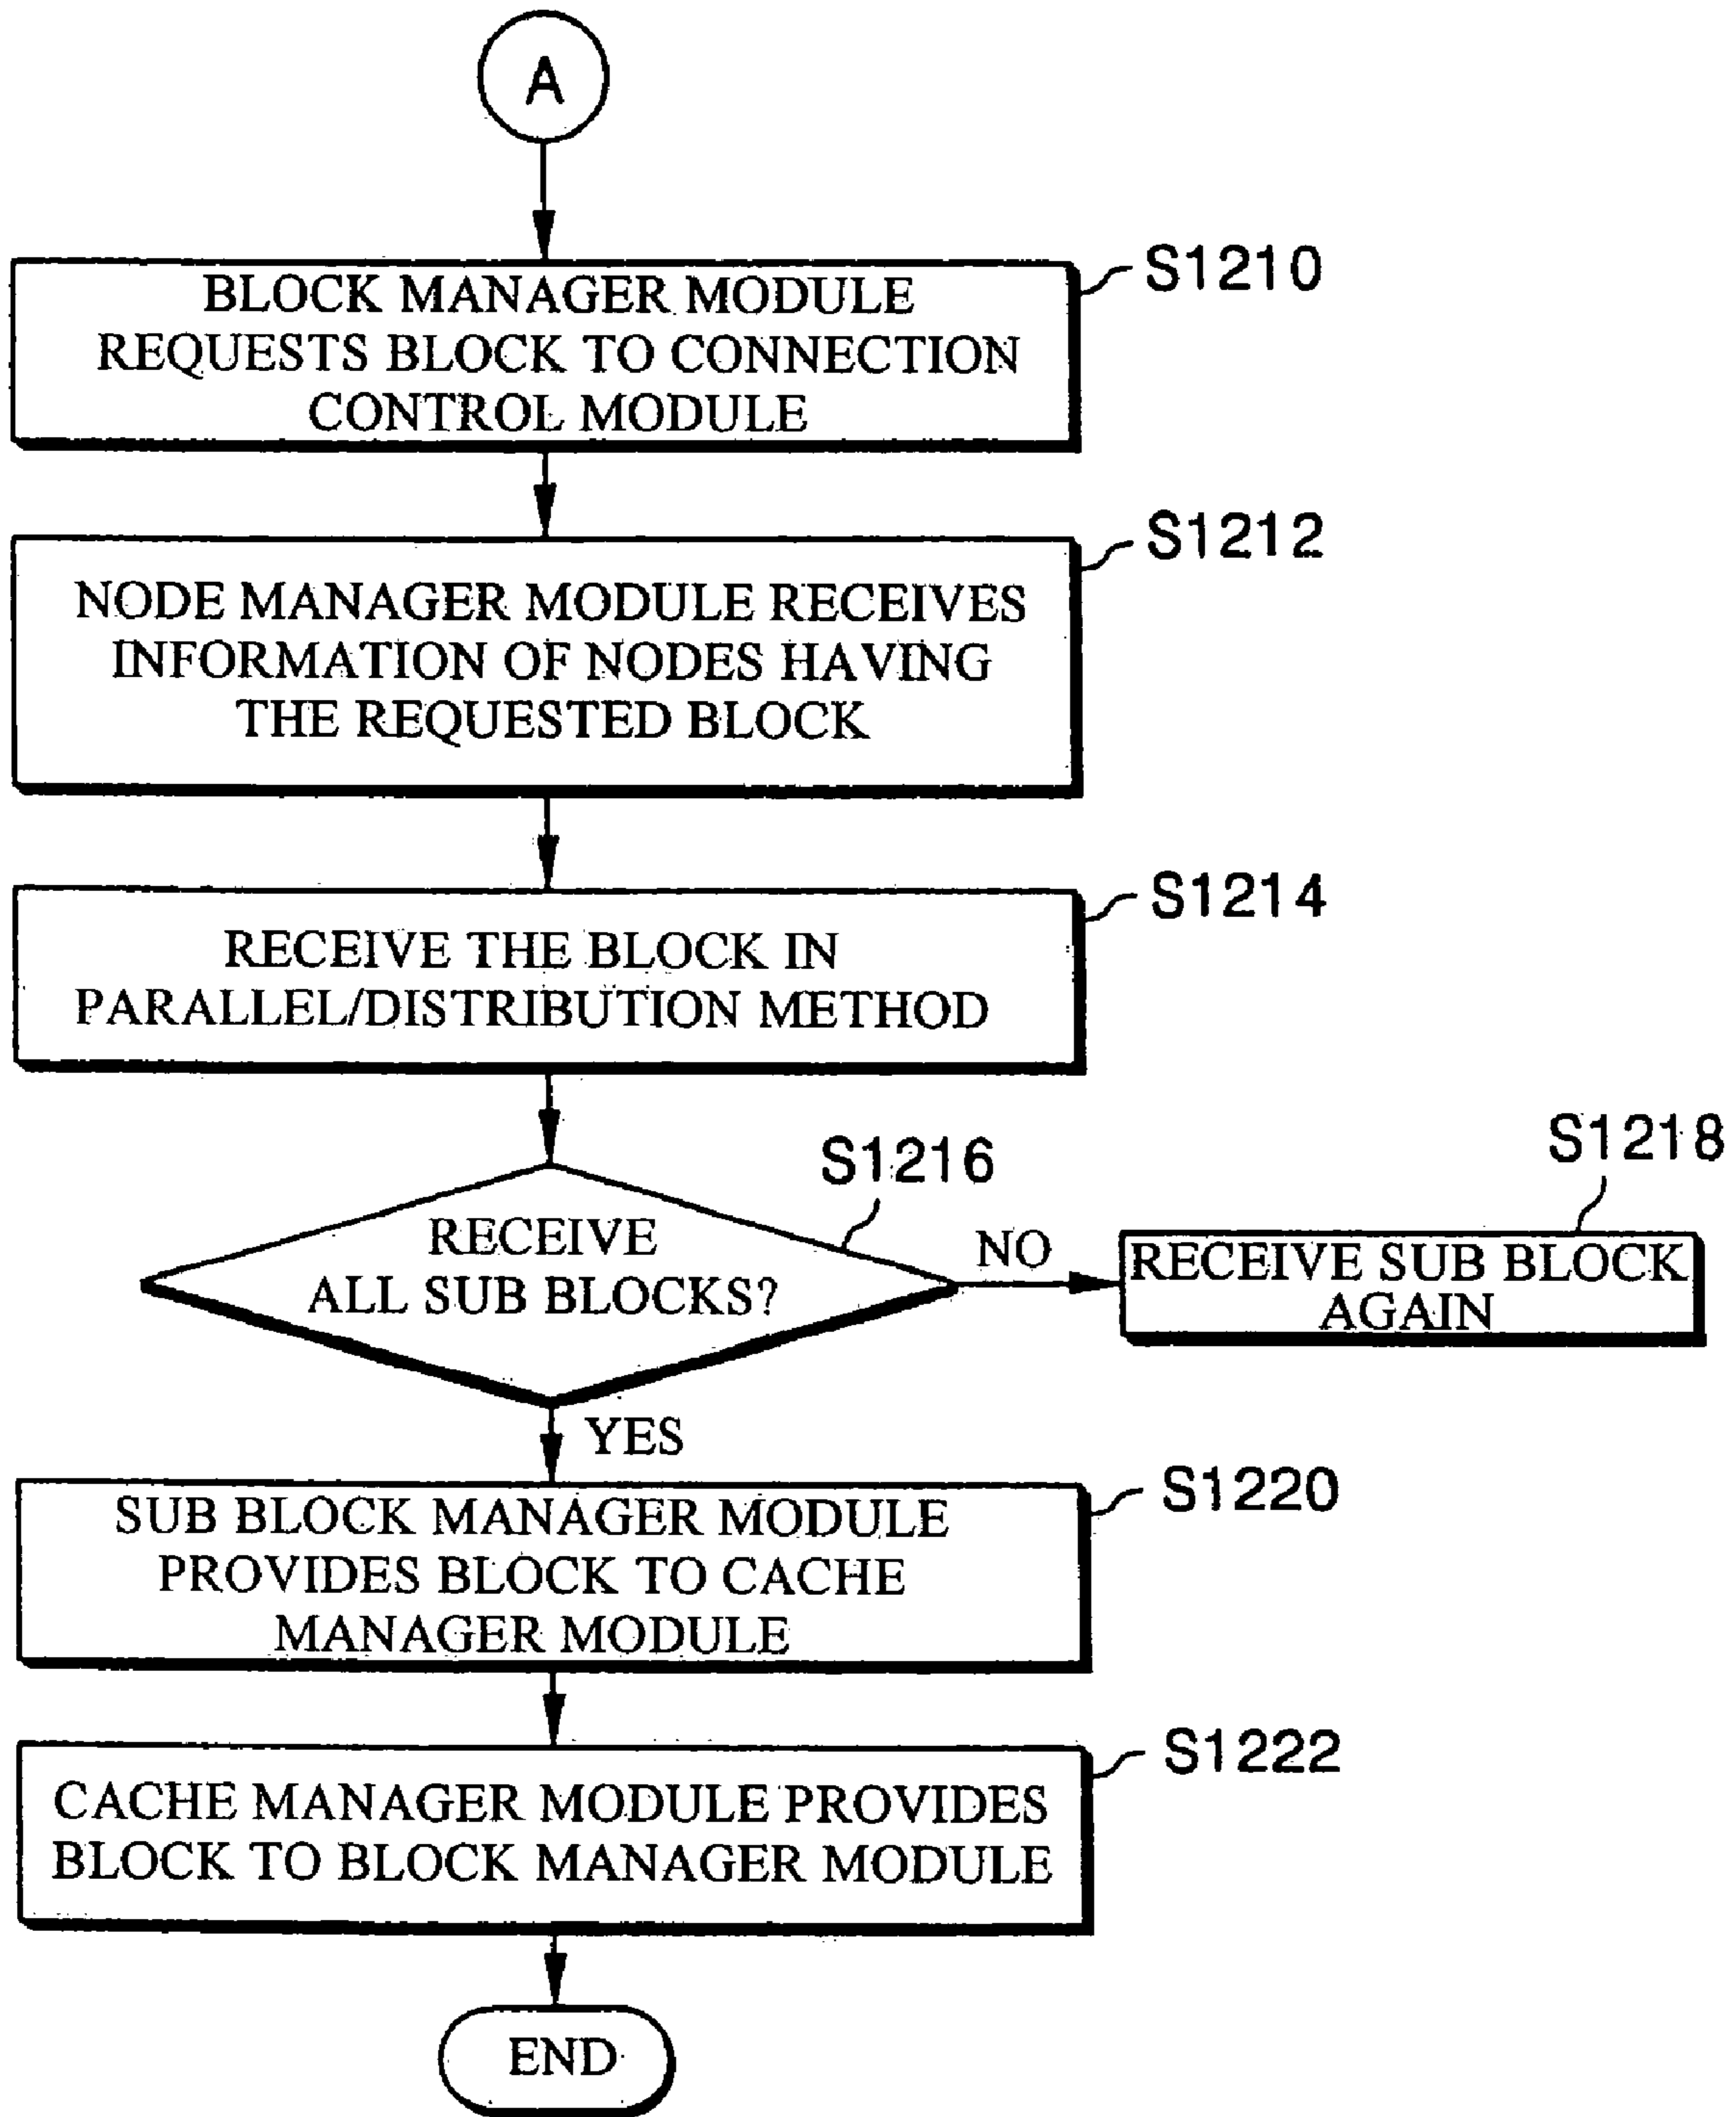 A
S1210
BLOCK MANAGER MODULE
REQUESTS BLOCK TO CONNECTION
CONTROL MODULE
S1212
NODE MANAGER MODULE RECEIVES
INFORMATION OF NODES HAVING
THE REQUESTED BLOCK
S1214
RECEIVE THE BLOCK IN
PARALLEL/DISTRIBUTION METHOD
S1216
RECEIVE
ALL SUB BLOCKS?
NO
S1218
RECEIVE SUB BLOCK
AGAIN
YES
S1220
SUB BLOCK MANAGER MODULE
PROVIDES BLOCK TO CACHE
MANAGER MODULE
S1222
CACHE MANAGER MODULE PROVIDES
BLOCK TO BLOCK MANAGER MODULE
END